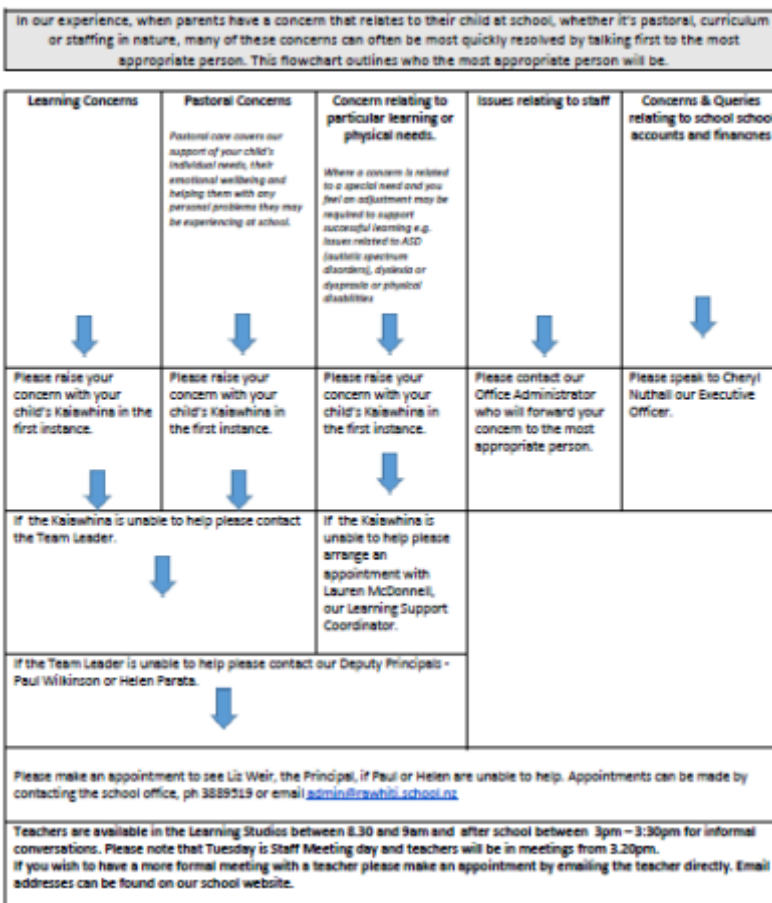 In our experience, when parents have a concern that relates to their child at school, whether it's pastoral, curriculum
or staffing in nature, many of these concerns can often be most quickly resolved by talking first to the most
appropriate person. This flowchart outlines who the most appropriate person will be.
Learning Concerns
Pastoral Concerns
Pastoral care covers our
support of your child's
individual needs, their
emotional wellbeing and
helping them with any
personal problems they may
be experiencing at school.
Concern relating to
particular learning or
physical needs.
Where a concern is related
to a special need and you
feel an adjustment may be
required to support
successful learning e.g.
issues related to ASD
(autistic spectrum
disorders), dyslexia or
dyspraxia or physical
disabilities
Issues relating to staff
Concerns & Queries
relating to school school
accounts and financnes
Please raise your
concern with your
child's Kaiawhina in the
first instance.
Please raise your
concern with your
child's Kaiawhina in
the first instance.
Please raise your
concern with your
child's Kaiawhina in
the first instance.
Please contact our
Office Administrator
who will forward your
concern to the most
appropriate person.
Please speak to Cheryl
Nuthall our Executive
Officer.
If the Kaiawhina is unable to help please contact
the Team Leader.
If the Kaiawhina is
unable to help please
arrange an
appointment with
Lauren McDonnell,
our Learning Support
Coordinator.
If the Team Leader is unable to help please contact our Deputy Principals -
Paul Wilkinson or Helen Parata.
Please make an appointment to see Liz Weir, the Principal, if Paul or Helen are unable to help. Appointments can be made by
contacting the school office, ph 3889519 or email admin@rawhiti.school.nz
Teachers are available in the Learning Studios between 8.30 and 9am and after school between 3pm – 3:30pm for informal
conversations. Please note that Tuesday is Staff Meeting day and teachers will be in meetings from 3.20pm.
If you wish to have a more formal meeting with a teacher please make an appointment by emailing the teacher directly. Email
addresses can be found on our school website.